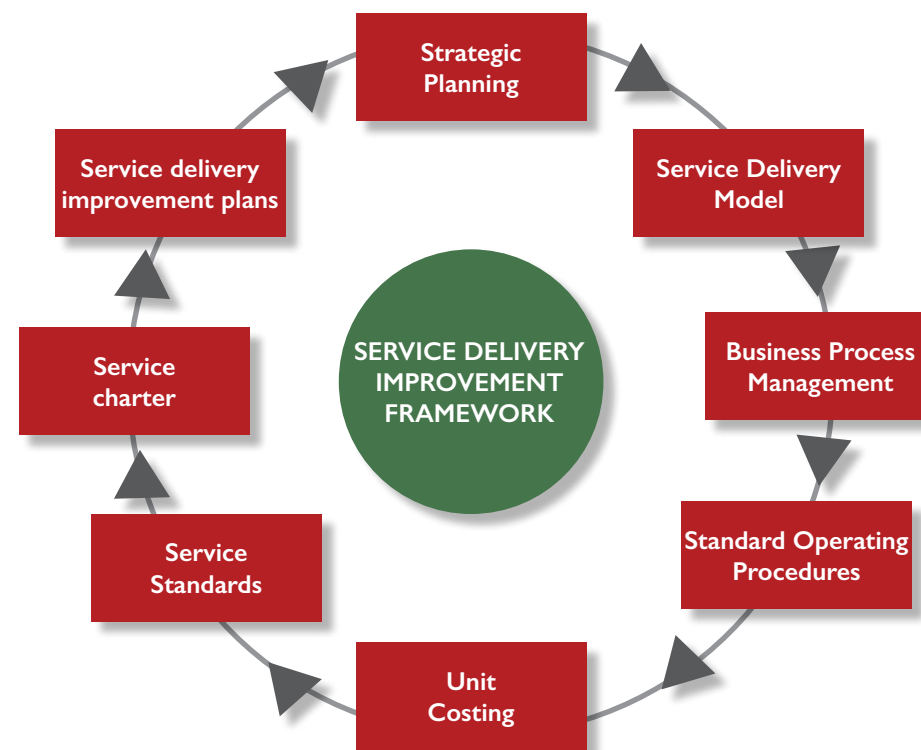 Strategic
Planning
Service Delivery
Model
Business Process
Management
Standard Operating
Procedures
Unit
Costing
Service
Standards
Service
charter
Service delivery
improvement plans
SERVICE DELIVERY
IMPROVEMENT
FRAMEWORK